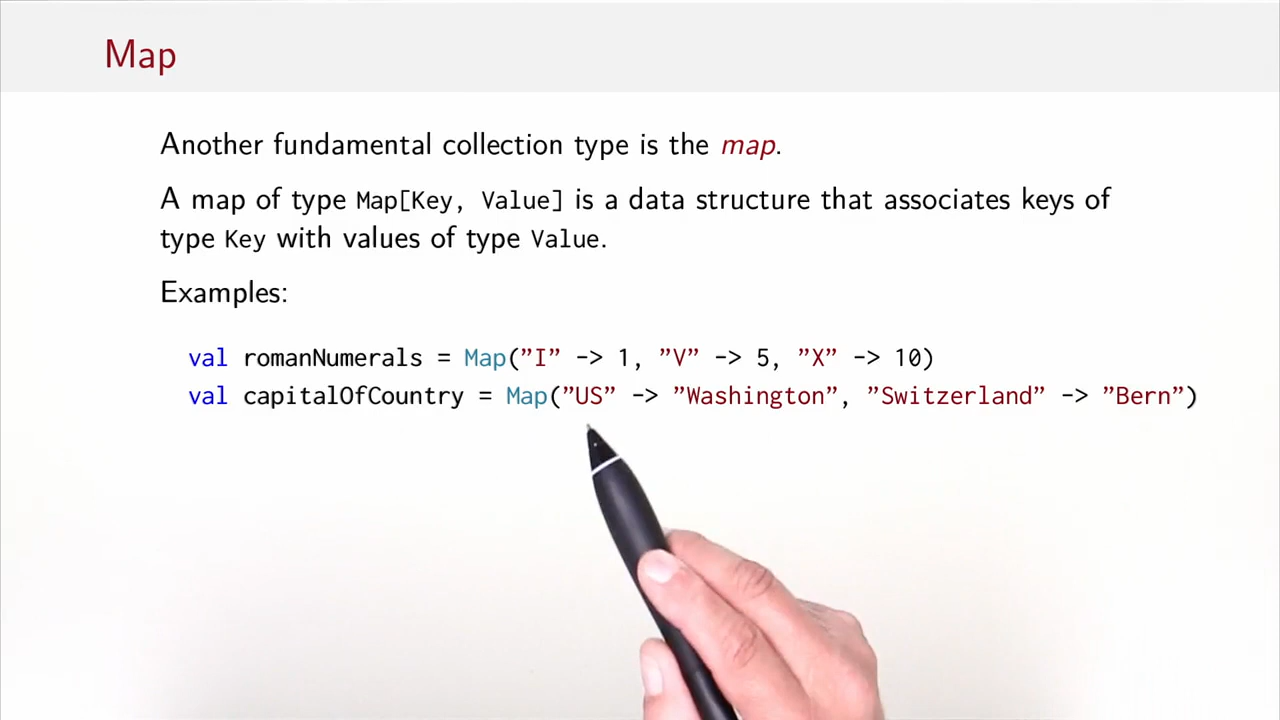 Map
Another fundamental collection type is the map.
A map of type Map[Key, Value] is a data structure that associates keys of
type Key with values of type Value.
Examples:
val romanNumerals = Map(”I” -> 1, ”V” -> 5, ”X” -> 10)
val capitalOfCountry = Map(”US” -> ”Washington”, ”Switzerland” -> ”Bern”)